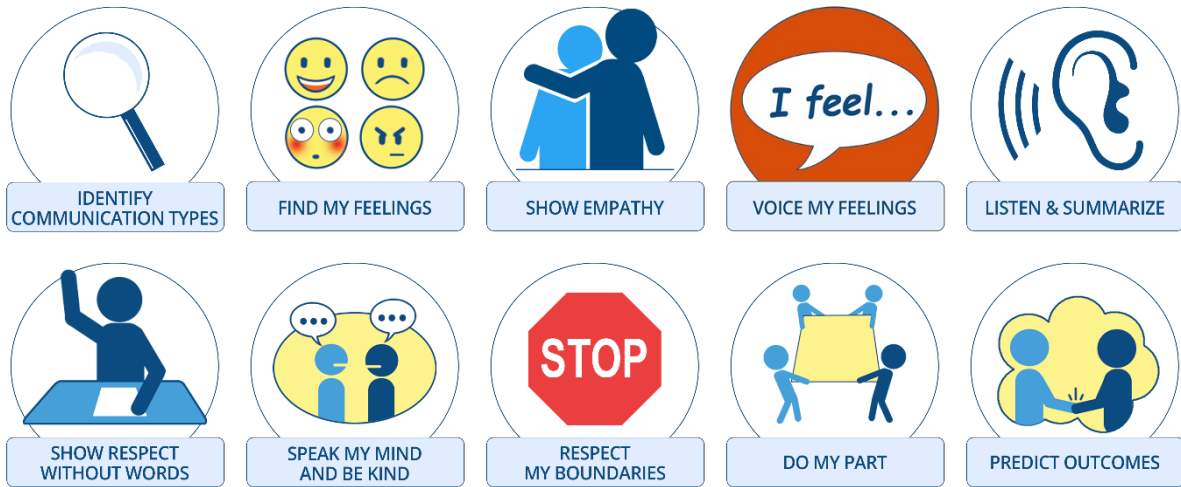 I feel...
IDENTIFY
COMMUNICATION TYPES
FIND MY FEELINGS
SHOW EMPATHY
VOICE MY FEELINGS
LISTEN & SUMMARIZE
STOP
SHOW RESPECT
WITHOUT WORDS
SPEAK MY MIND
AND BE KIND
RESPECT
MY BOUNDARIES
DO MY PART
PREDICT OUTCOMES